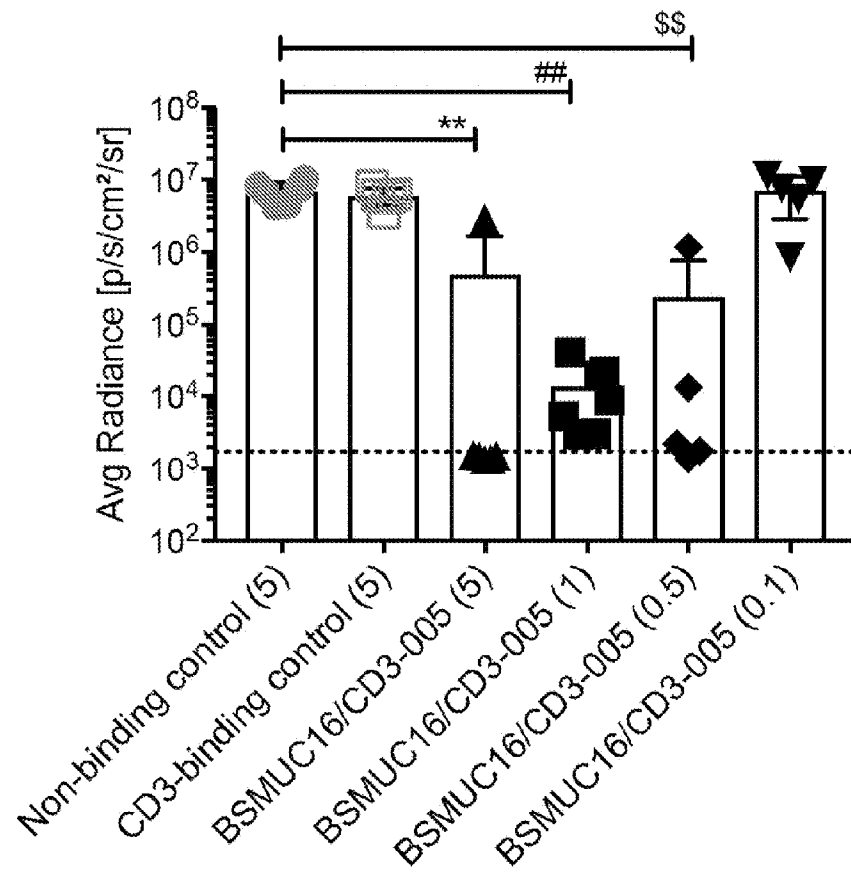 $$
##
**
Avg Radiance [p/s/cm²/sr]
10⁸
10⁷
10⁶
10⁵
10⁴
10³
10²
Non-binding control (5)
CD3-binding control (5)
BSMUC16/CD3-005 (5)
BSMUC16/CD3-005 (1)
BSMUC16/CD3-005 (0.5)
BSMUC16/CD3-005 (0.1)